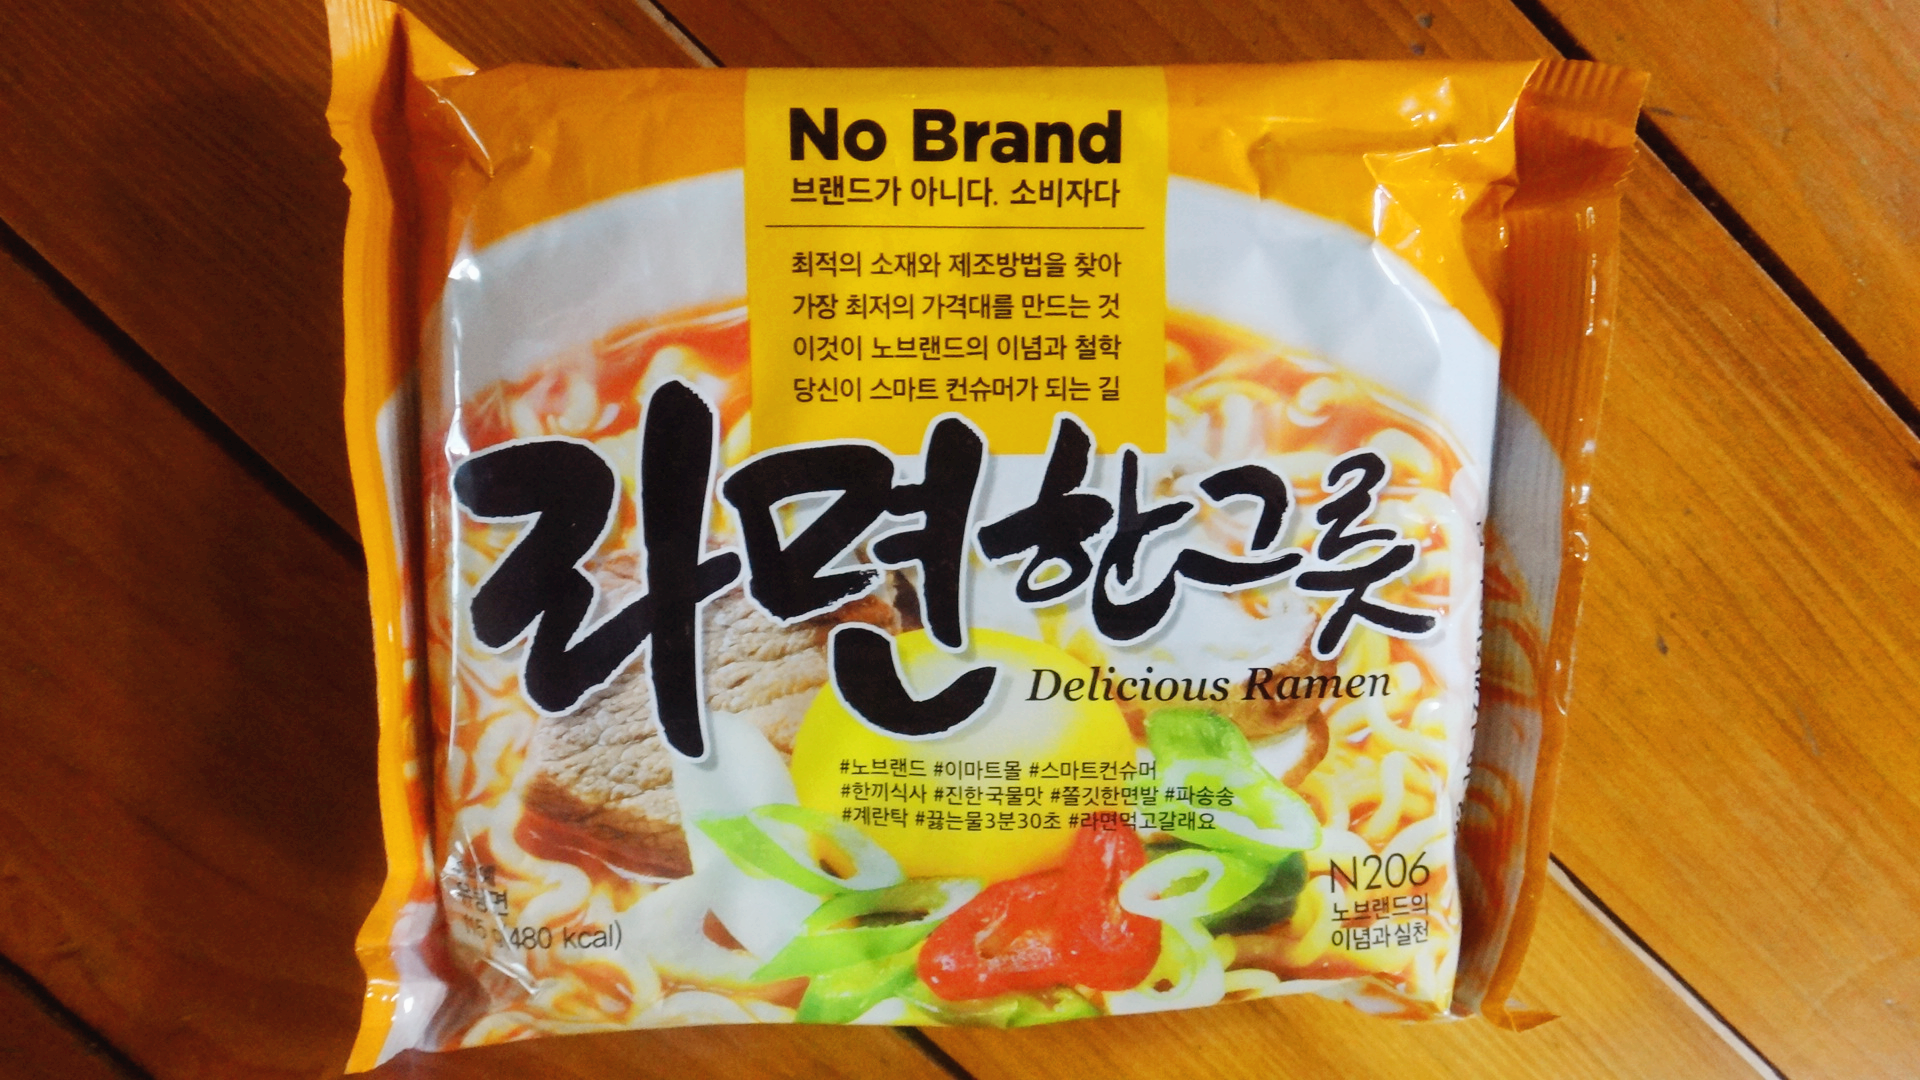 No Brand
브랜드가 아니다. 소비자다
최적의 소재와 제조방법을 찾아
가장 최저의 가격대를 만드는 것
이것이 노브랜드의 이념과 철학
당신이 스마트 컨슈머가 되는 길
라면한그릇
Delicious Ramen
#노브랜드 #이마트몰 #스마트컨슈머
#한끼식사 #진한국물맛 #쫄깃한면발 #파송송
#계란탁 #끓는물3분30초 #라면먹고갈래요
N206
노브랜드의
이념과 실천
유탕면
115 g(480 kcal)